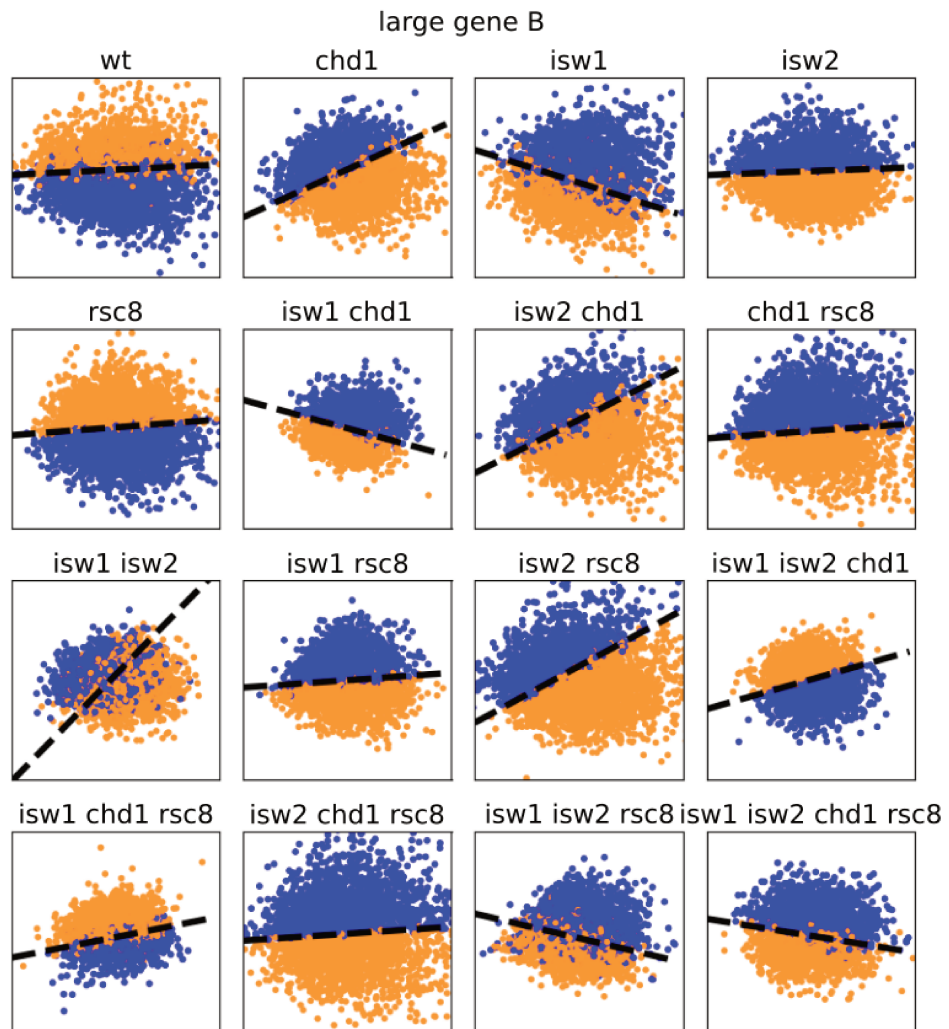 large gene B
wt
chd1
isw1
isw2
rsc8
isw1 chd1
isw2 chd1
chd1 rsc8
isw1 isw2
isw1 rsc8
isw2 rsc8
isw1 isw2 chd1
isw1 chd1 rsc8
isw2 chd1 rsc8
isw1 isw2 rsc8
isw1 isw2 chd1 rsc8